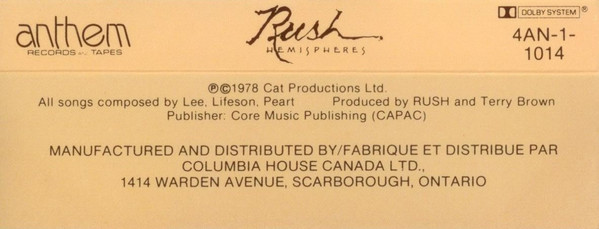 anthem
RECORDS & TAPES
Rush
HEMISPHERES
DOLBY SYSTEM®
4AN-1-
1014
℗©1978 Cat Productions Ltd.
All songs composed by Lee, Lifeson, Peart Produced by RUSH and Terry Brown
Publisher: Core Music Publishing (CAPAC)
MANUFACTURED AND DISTRIBUTED BY/FABRIQUE ET DISTRIBUE PAR
COLUMBIA HOUSE CANADA LTD.,
1414 WARDEN AVENUE, SCARBOROUGH, ONTARIO